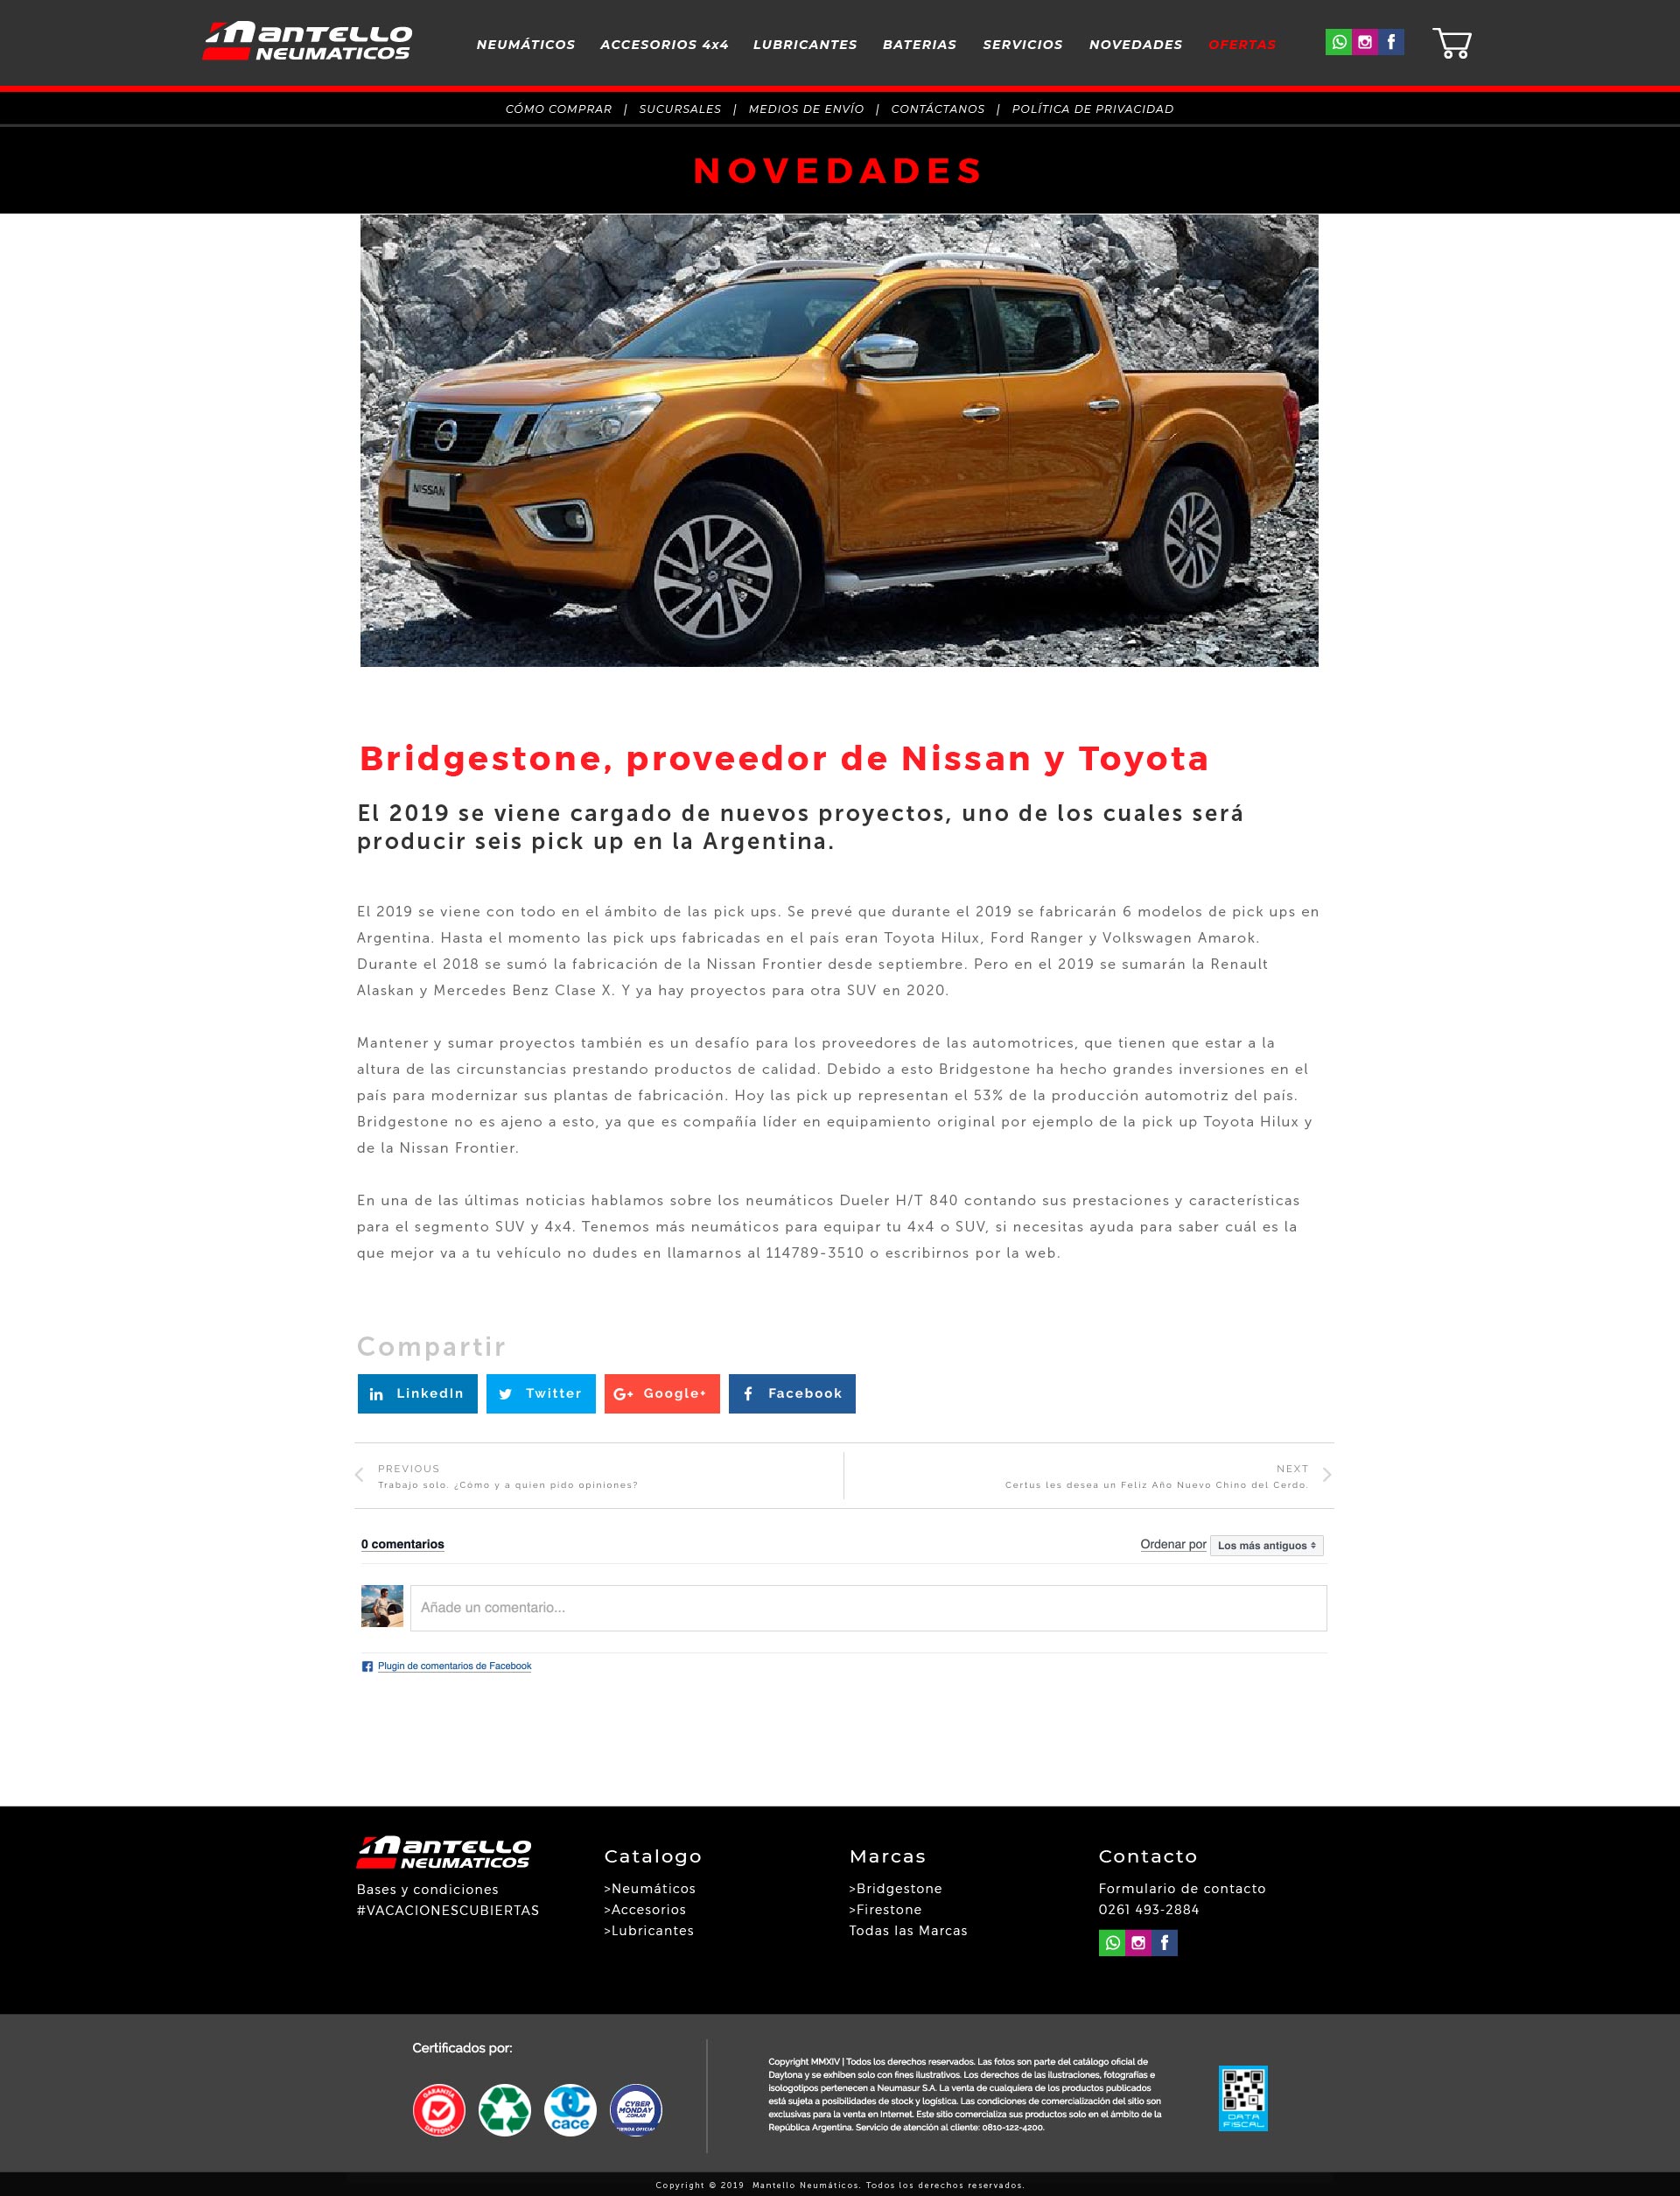 mantello
NEUMATICOS
NEUMÁTICOS ACCESORIOS 4x4 LUBRICANTES BATERIAS SERVICIOS NOVEDADES OFERTAS
CÓMO COMPRAR | SUCURSALES | MEDIOS DE ENVÍO | CONTÁCTANOS | POLÍTICA DE PRIVACIDAD
NOVEDADES
NISSAN
Bridgestone, proveedor de Nissan y Toyota
El 2019 se viene cargado de nuevos proyectos, uno de los cuales será
producir seis pick up en la Argentina.
El 2019 se viene con todo en el ámbito de las pick ups. Se prevé que durante el 2019 se fabricarán 6 modelos de pick ups en
Argentina. Hasta el momento las pick ups fabricadas en el país eran Toyota Hilux, Ford Ranger y Volkswagen Amarok.
Durante el 2018 se sumó la fabricación de la Nissan Frontier desde septiembre. Pero en el 2019 se sumarán la Renault
Alaskan y Mercedes Benz Clase X. Y ya hay proyectos para otra SUV en 2020.
Mantener y sumar proyectos también es un desafío para los proveedores de las automotrices, que tienen que estar a la
altura de las circunstancias prestando productos de calidad. Debido a esto Bridgestone ha hecho grandes inversiones en el
país para modernizar sus plantas de fabricación. Hoy las pick up representan el 53% de la producción automotriz del país.
Bridgestone no es ajeno a esto, ya que es compañía líder en equipamiento original por ejemplo de la pick up Toyota Hilux y
de la Nissan Frontier.
En una de las últimas noticias hablamos sobre los neumáticos Dueler H/T 840 contando sus prestaciones y características
para el segmento SUV y 4x4. Tenemos más neumáticos para equipar tu 4x4 o SUV, si necesitas ayuda para saber cuál es la
que mejor va a tu vehículo no dudes en llamarnos al 114789-3510 o escribirnos por la web.
Compartir
in LinkedIn Twitter G+ Google+ f Facebook
PREVIOUS
Trabajo solo. ¿Cómo y a quien pido opiniones?
NEXT
Certus les desea un Feliz Año Nuevo Chino del Cerdo.
0 comentarios
Ordenar por Los más antiguos
Añade un comentario...
Plugin de comentarios de Facebook
mantello
NEUMATICOS
Bases y condiciones
#VACACIONESCUBIERTAS
Catalogo
>Neumáticos
>Accesorios
>Lubricantes
Marcas
>Bridgestone
>Firestone
Todas las Marcas
Contacto
Formulario de contacto
0261 493-2884
Certificados por:
GARANTÍA
DAYTONA
cace
CYBER
MONDAY
.COM.AR
TIENDA OFICIAL
Copyright MMXIV | Todos los derechos reservados. Las fotos son parte del catálogo oficial de
Daytona y se exhiben solo con fines ilustrativos. Los derechos de las ilustraciones, fotografías e
isologotipos pertenecen a Neumasur S.A. La venta de cualquiera de los productos publicados
está sujeta a posibilidades de stock y logística. Las condiciones de comercialización del sitio son
exclusivas para la venta en Internet. Este sitio comercializa sus productos solo en el ámbito de la
República Argentina. Servicio de atención al cliente: 0810-122-4200.
DATA
FISCAL
Copyright © 2019 Mantello Neumáticos. Todos los derechos reservados.